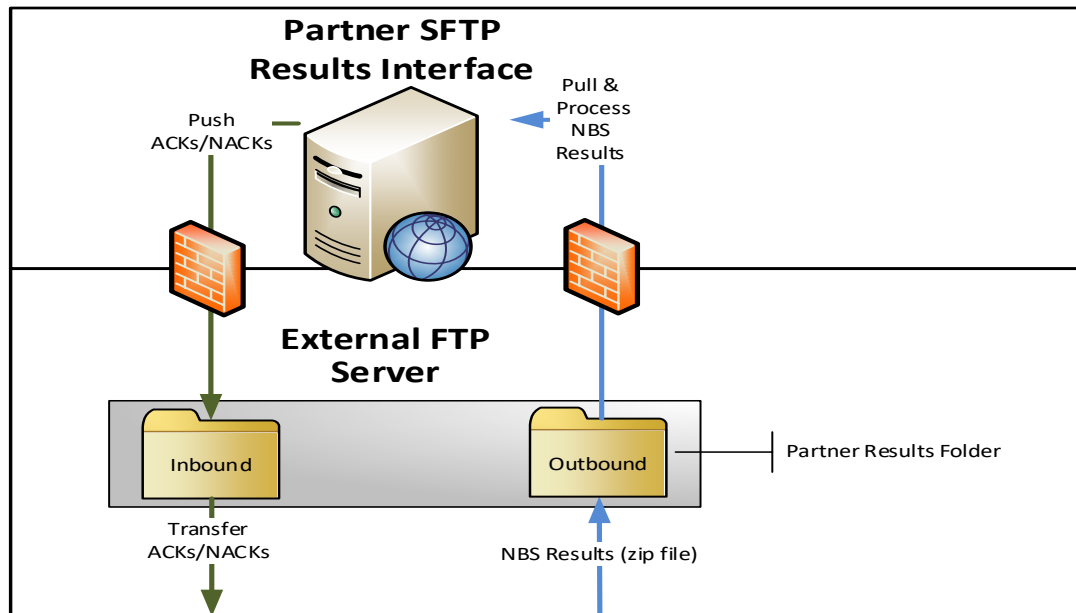 Partner SFTP
Results Interface
Push
ACKs/NACKs
Pull &
Process
NBS
Results
External FTP
Server
Inbound
Outbound
Partner Results Folder
Transfer
ACKs/NACKs
NBS Results (zip file)